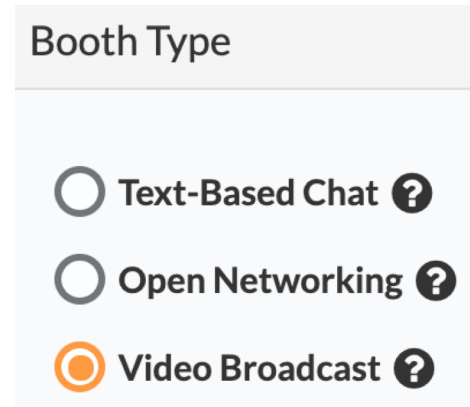 Booth Type
Text-Based Chat ?
Open Networking ?
Video Broadcast ?